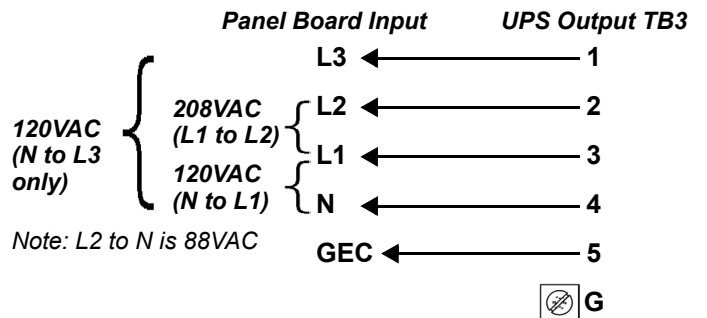 Panel Board Input UPS Output TB3
L3 1
208VAC
(L1 to L2)
L2 2
120VAC
(N to L3
only)
L1 3
120VAC
(N to L1)
N 4
Note: L2 to N is 88VAC
GEC 5
G